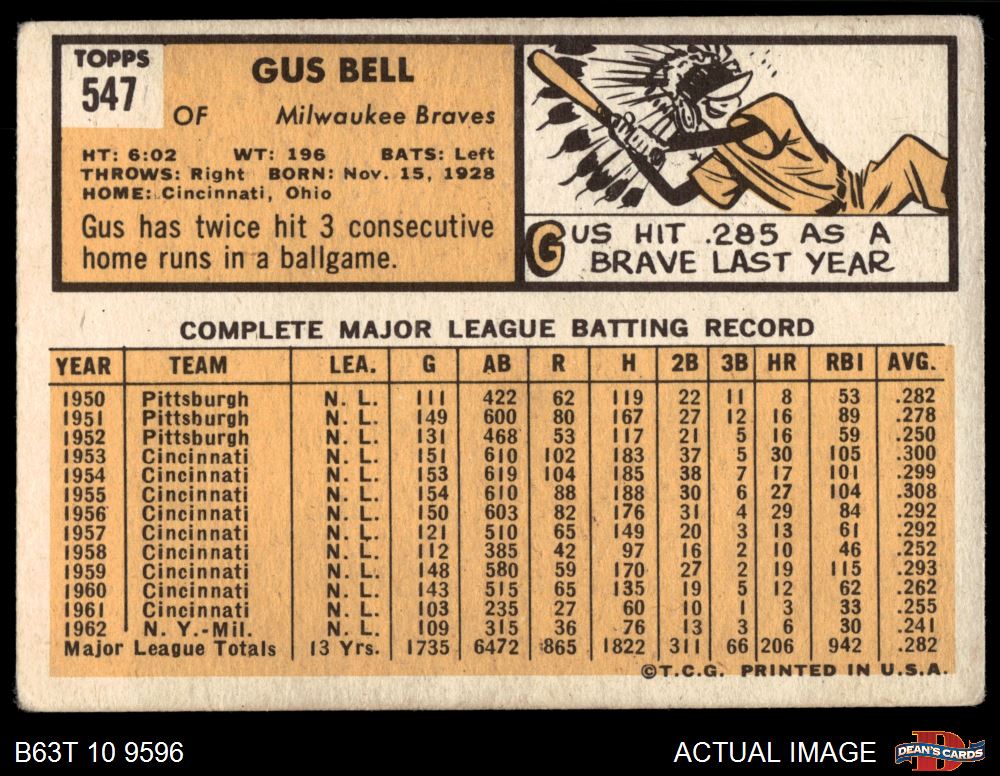 TOPPS
547
GUS BELL
OF Milwaukee Braves
HT: 6:02 WT: 196 BATS: Left
THROWS: Right BORN: Nov. 15, 1928
HOME: Cincinnati, Ohio
Gus has twice hit 3 consecutive
home runs in a ballgame.
GUS HIT .285 AS A
BRAVE LAST YEAR
COMPLETE MAJOR LEAGUE BATTING RECORD
YEAR TEAM LEA. G AB R H 2B 3B HR RBI AVG.
1950 Pittsburgh N. L. 111 422 62 119 22 11 8 53 .282
1951 Pittsburgh N. L. 149 600 80 167 27 12 16 89 .278
1952 Pittsburgh N. L. 131 468 53 117 21 5 16 59 .250
1953 Cincinnati N. L. 151 610 102 183 37 5 30 105 .300
1954 Cincinnati N. L. 153 619 104 185 38 7 17 101 .299
1955 Cincinnati N. L. 154 610 88 188 30 6 27 104 .308
1956 Cincinnati N. L. 150 603 82 176 31 4 29 84 .292
1957 Cincinnati N. L. 121 510 65 149 20 3 13 61 .292
1958 Cincinnati N. L. 112 385 42 97 16 2 10 46 .252
1959 Cincinnati N. L. 148 580 59 170 27 2 19 115 .293
1960 Cincinnati N. L. 143 515 65 135 19 5 12 62 .262
1961 Cincinnati N. L. 103 235 27 60 10 1 3 33 .255
1962 N. Y.-Mil. N. L. 109 315 36 76 13 3 6 30 .241
Major League Totals 13 Yrs. 1735 6472 865 1822 311 66 206 942 .282
©T.C.G. PRINTED IN U.S.A.
B63T 10 9596 ACTUAL IMAGE DEAN'S CARDS